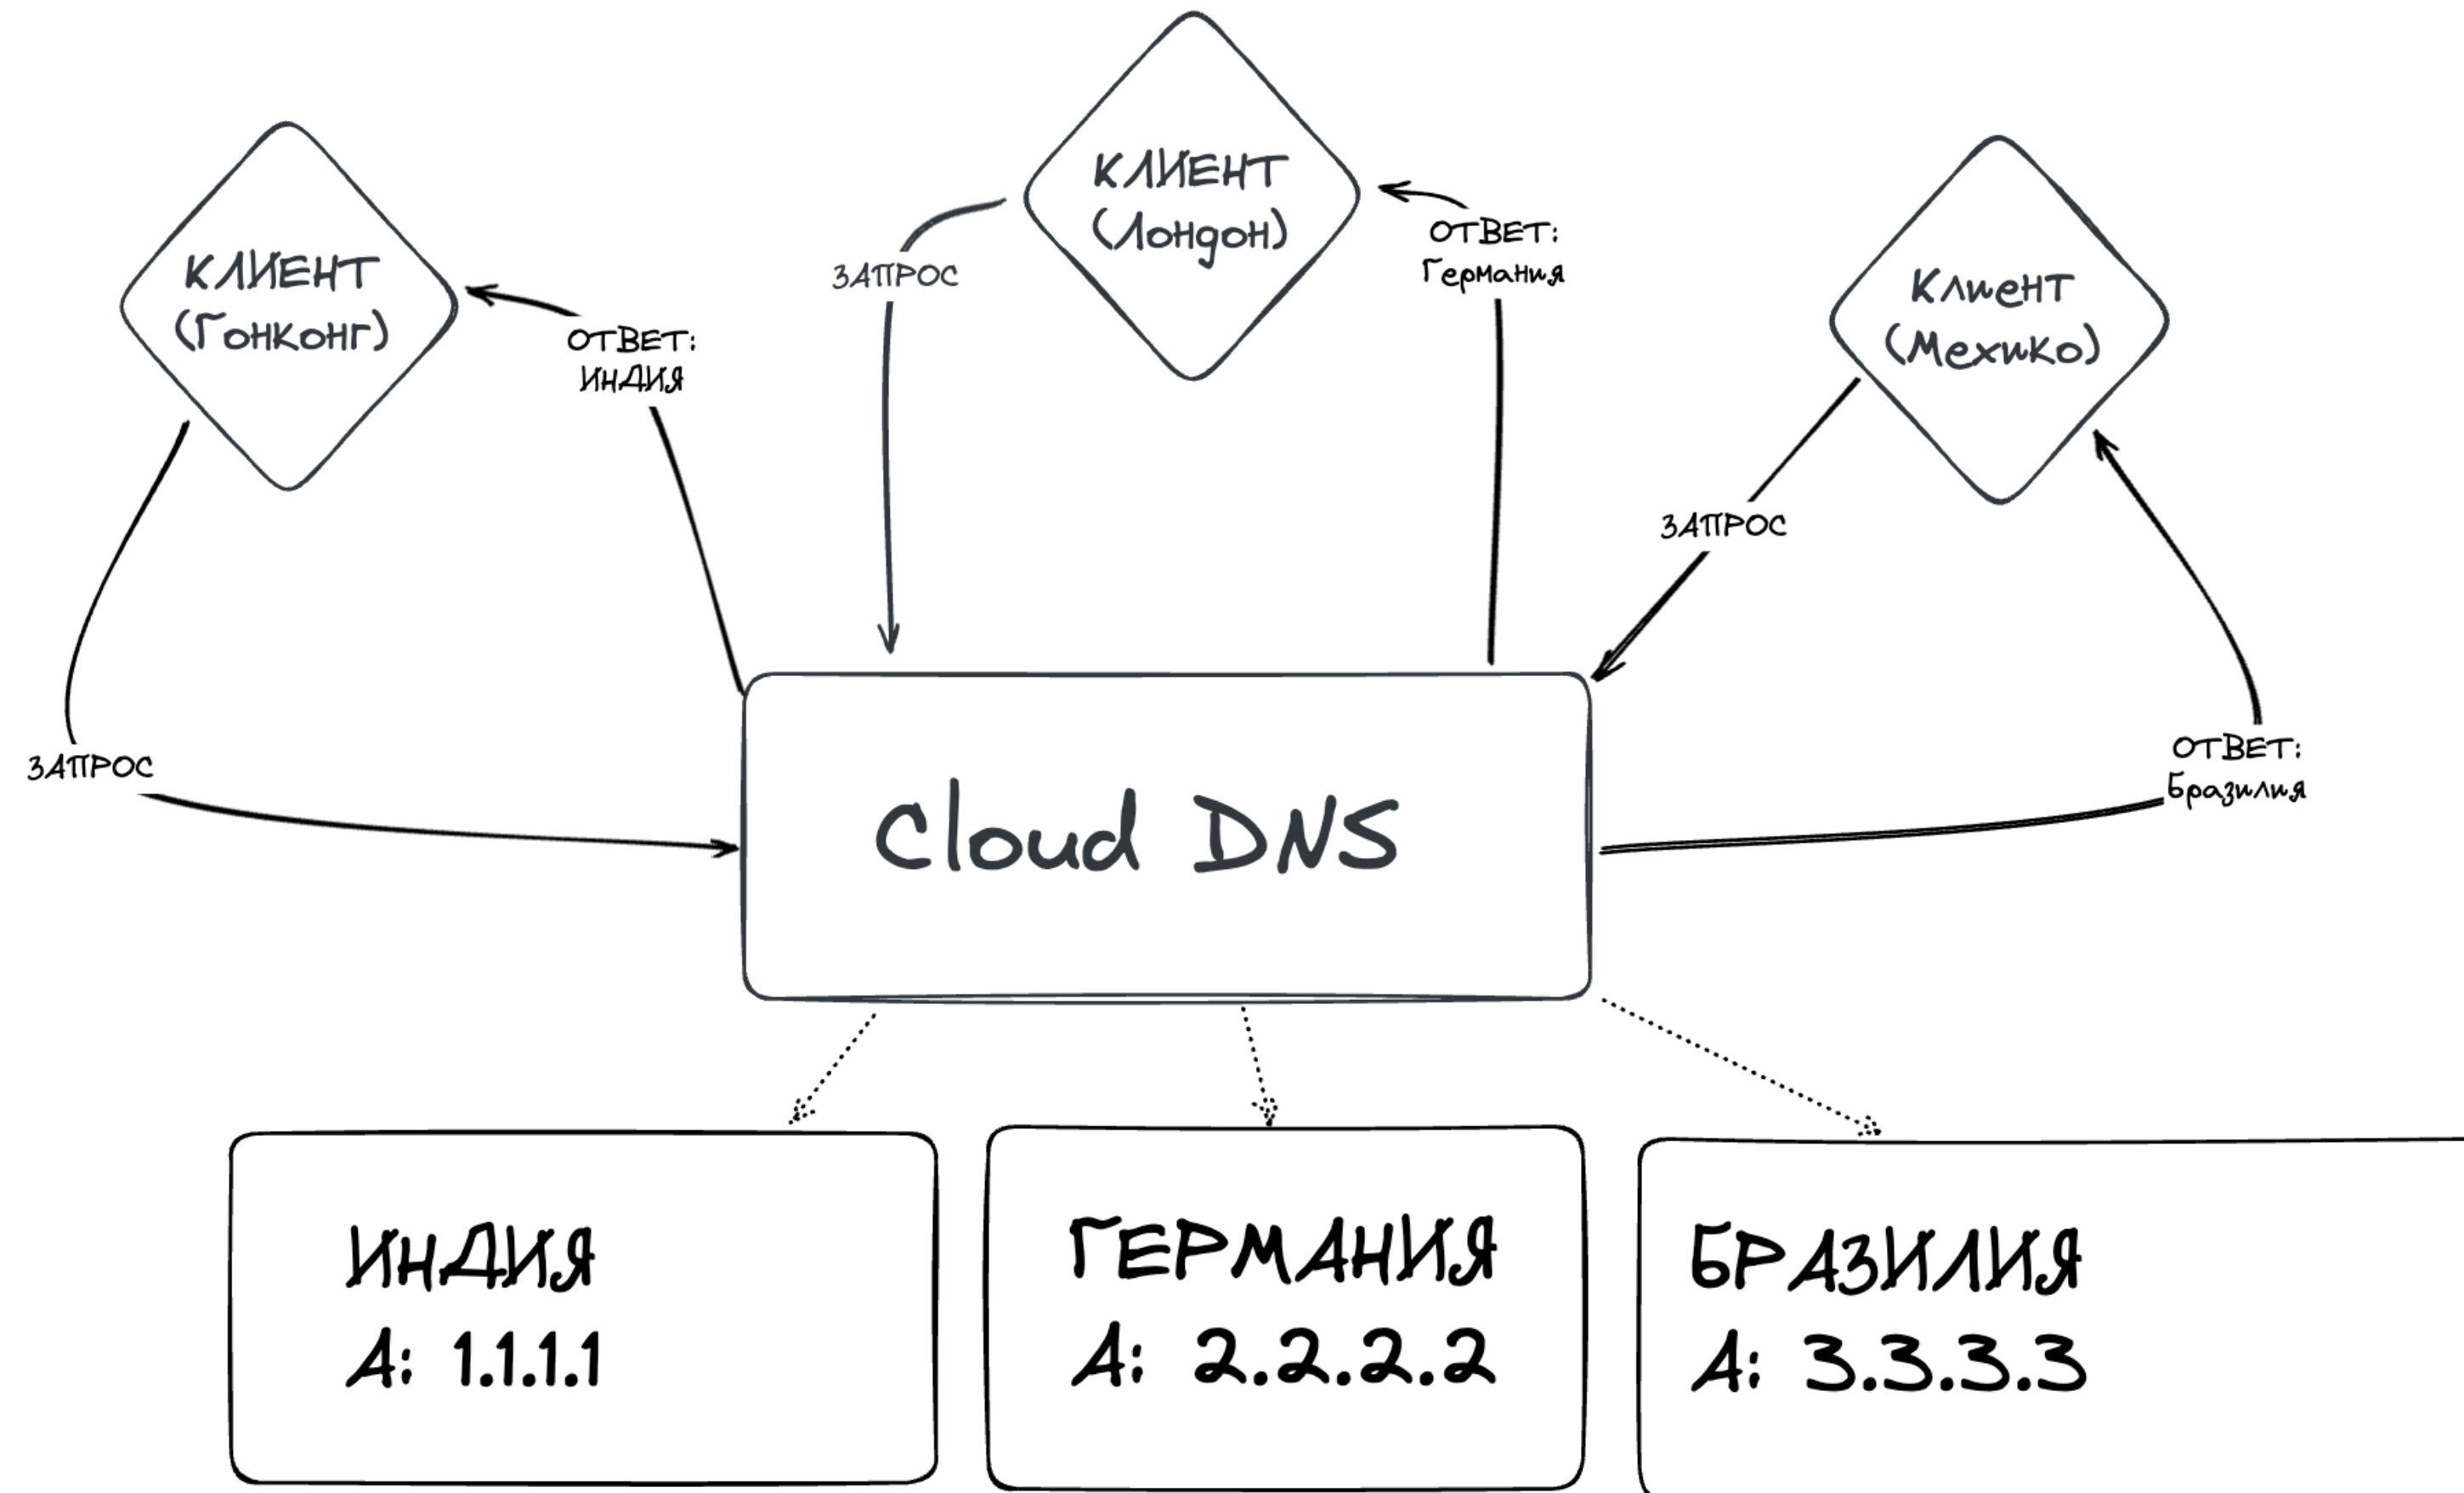 КЛИЕНТ
(Лондон)
КЛИЕНТ
(Гонконг)
Клиент
(Мехико)
ЗАПРОС
ОТВЕТ:
Германия
ОТВЕТ:
ИНДИЯ
ЗАПРОС
ЗАПРОС
ОТВЕТ:
Бразилия
Cloud DNS
ИНДИЯ
А: 1.1.1.1
ГЕРМАНИЯ
А: 2.2.2.2
БРАЗИЛИЯ
А: 3.3.3.3